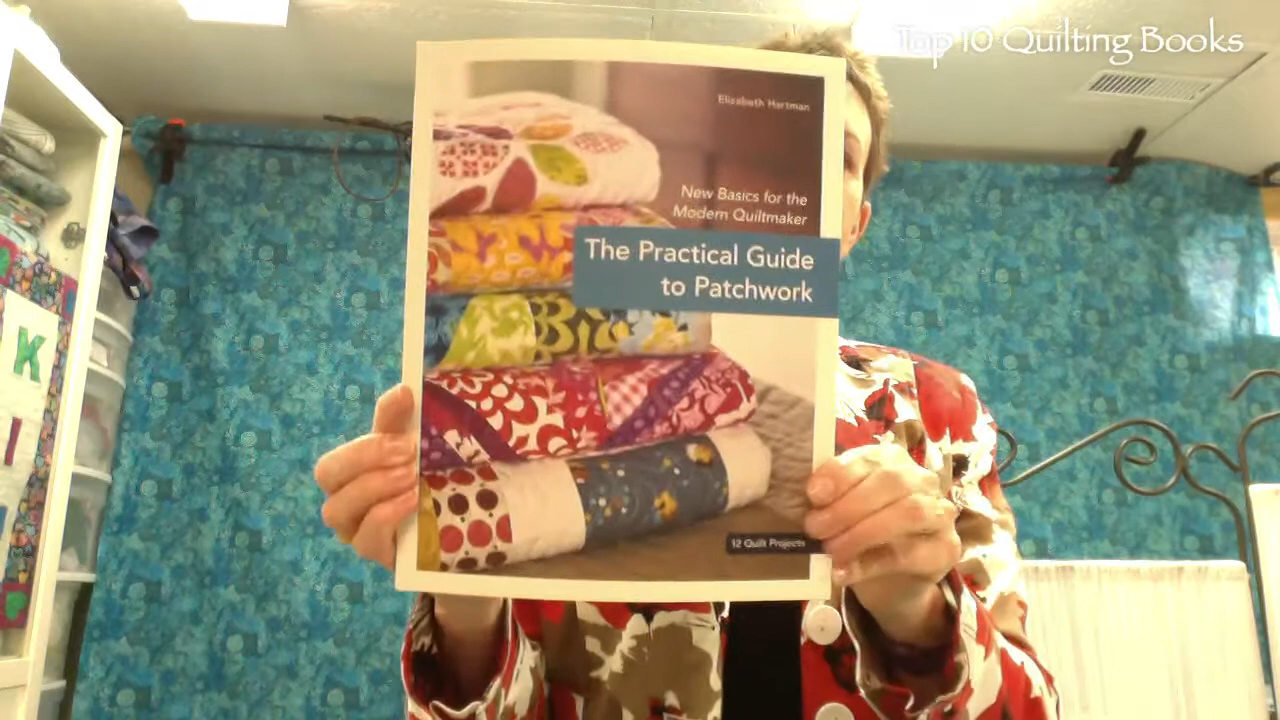 Top 10 Quilting Books
Elizabeth Hartman
New Basics for the
Modern Quiltmaker
The Practical Guide
to Patchwork
12 Quilt Projects
K
I